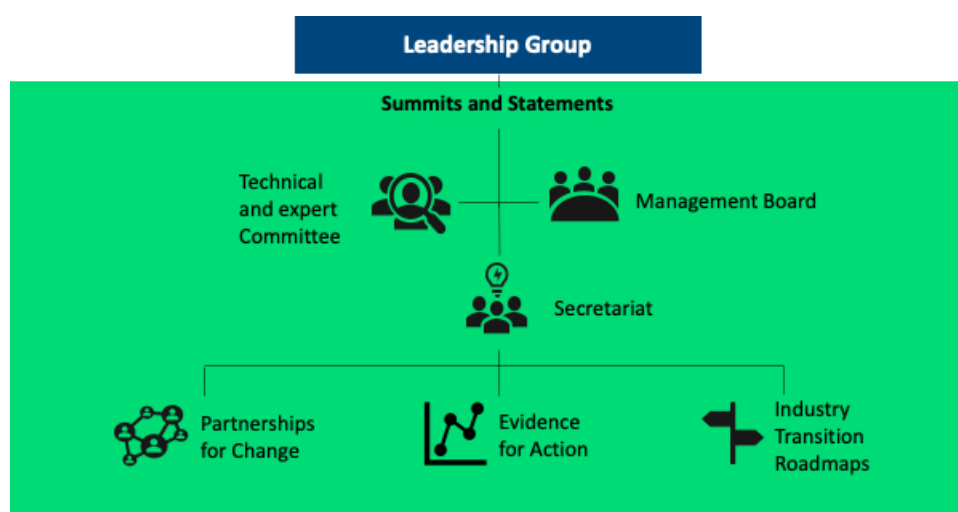 Leadership Group
Summits and Statements
Technical
and expert
Committee
Management Board
Secretariat
Partnerships
for Change
Evidence
for Action
Industry
Transition
Roadmaps